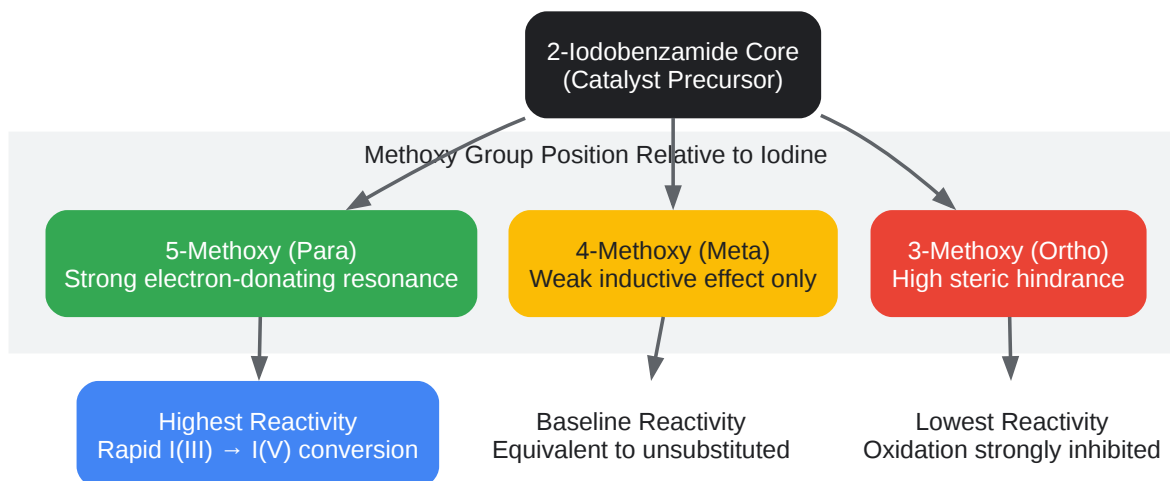 2-Iodobenzamide Core
(Catalyst Precursor)
Methoxy Group Position Relative to Iodine
5-Methoxy (Para)
Strong electron-donating resonance
4-Methoxy (Meta)
Weak inductive effect only
3-Methoxy (Ortho)
High steric hindrance
Highest Reactivity
Rapid I(III) → I(V) conversion
Baseline Reactivity
Equivalent to unsubstituted
Lowest Reactivity
Oxidation strongly inhibited